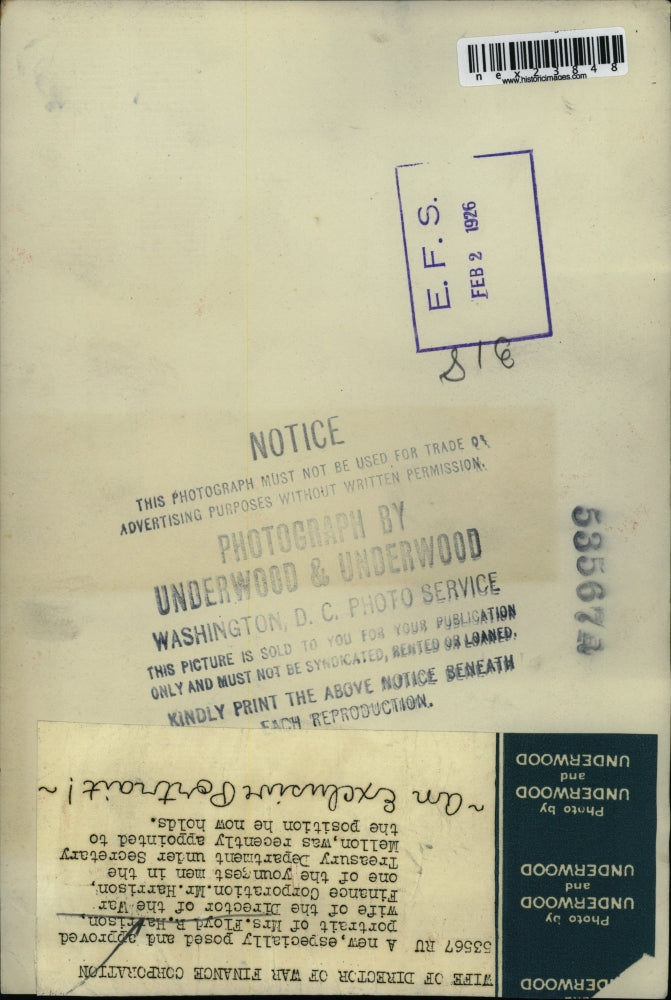 nex23848
www.historicimages.com
E. F. S.
FEB 2 1926
NOTICE
THIS PHOTOGRAPH MUST NOT BE USED FOR TRADE OR
ADVERTISING PURPOSES WITHOUT WRITTEN PERMISSION.
PHOTOGRAPH BY
UNDERWOOD & UNDERWOOD
WASHINGTON, D. C. PHOTO SERVICE
THIS PICTURE IS SOLD TO YOU FOR YOUR PUBLICATION
ONLY AND MUST NOT BE SYNDICATED, RENTED OR LOANED.
KINDLY PRINT THE ABOVE NOTICE BENEATH
EACH REPRODUCTION.
53567
WIFE OF DIRECTOR OF WAR FINANCE CORPORATION
53567 RU A new, especially posed and approved
portrait of Mrs.Floyd R.Harrison,
wife of the Director of the War
Finance Corporation.Mr.Harrison,
one of the youngest men in the
Treasury Department under Secretary
Mellon,was recently appointed to
the position he now holds.
~ An Exclusive Portrait! ~
UNDERWOOD
Photo by
UNDERWOOD
and
UNDERWOOD
Photo by
UNDERWOOD
and
UNDERWOOD